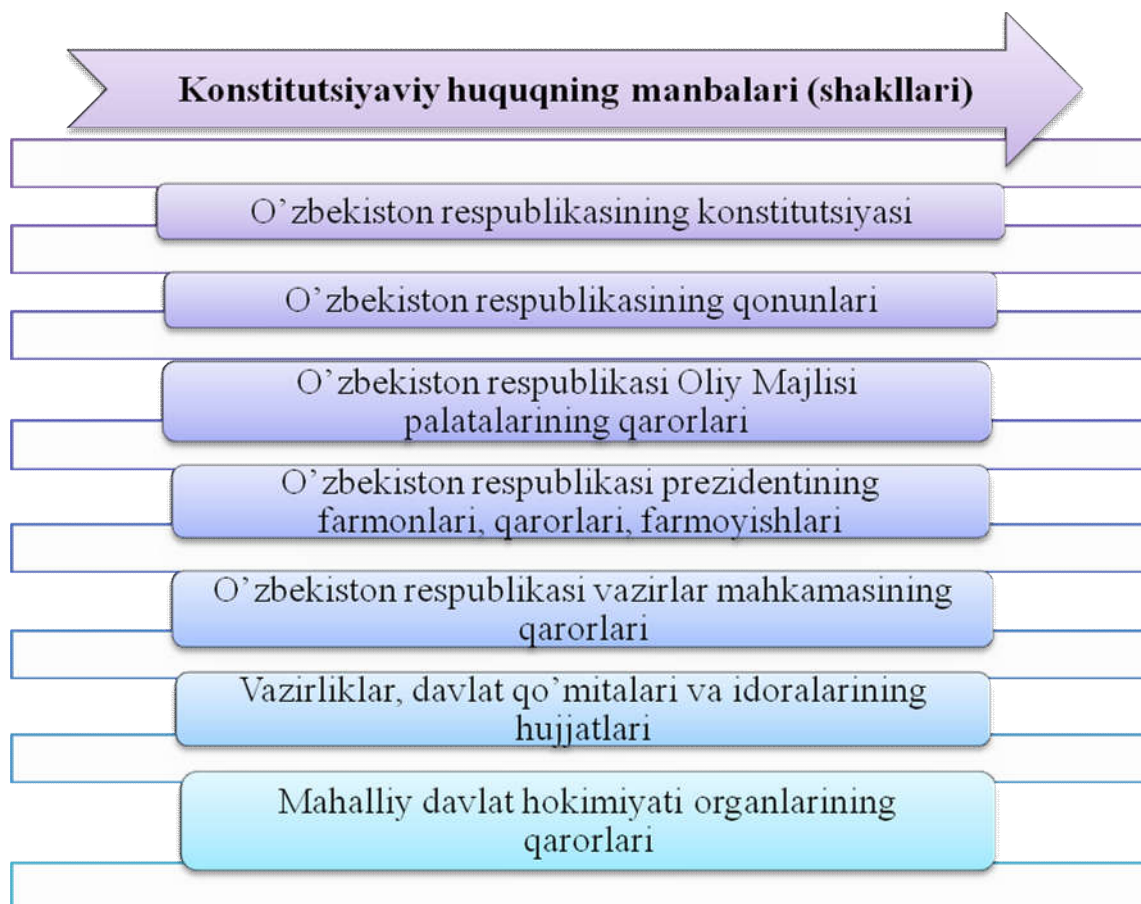 Konstitutsiyaviy huquqning manbalari (shakllari)
O’zbekiston respublikasining konstitutsiyasi
O’zbekiston respublikasining qonunlari
O’zbekiston respublikasi Oliy Majlisi
palatalarining qarorlari
O’zbekiston respublikasi prezidentining
farmonlari, qarorlari, farmoyishlari
O’zbekiston respublikasi vazirlar mahkamasining
qarorlari
Vazirliklar, davlat qo’mitalari va idoralarining
hujjatlari
Mahalliy davlat hokimiyati organlarining
qarorlari